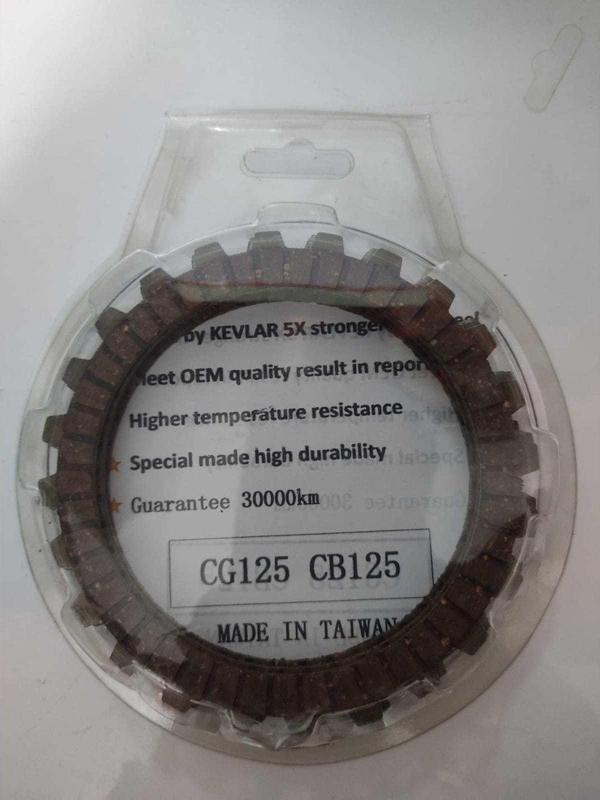 by KEVLAR 5X stronger
Meet OEM quality result in report
Higher temperature resistance
Special made high durability
Guarantee 30000km
CG125 CB125
MADE IN TAIWAN